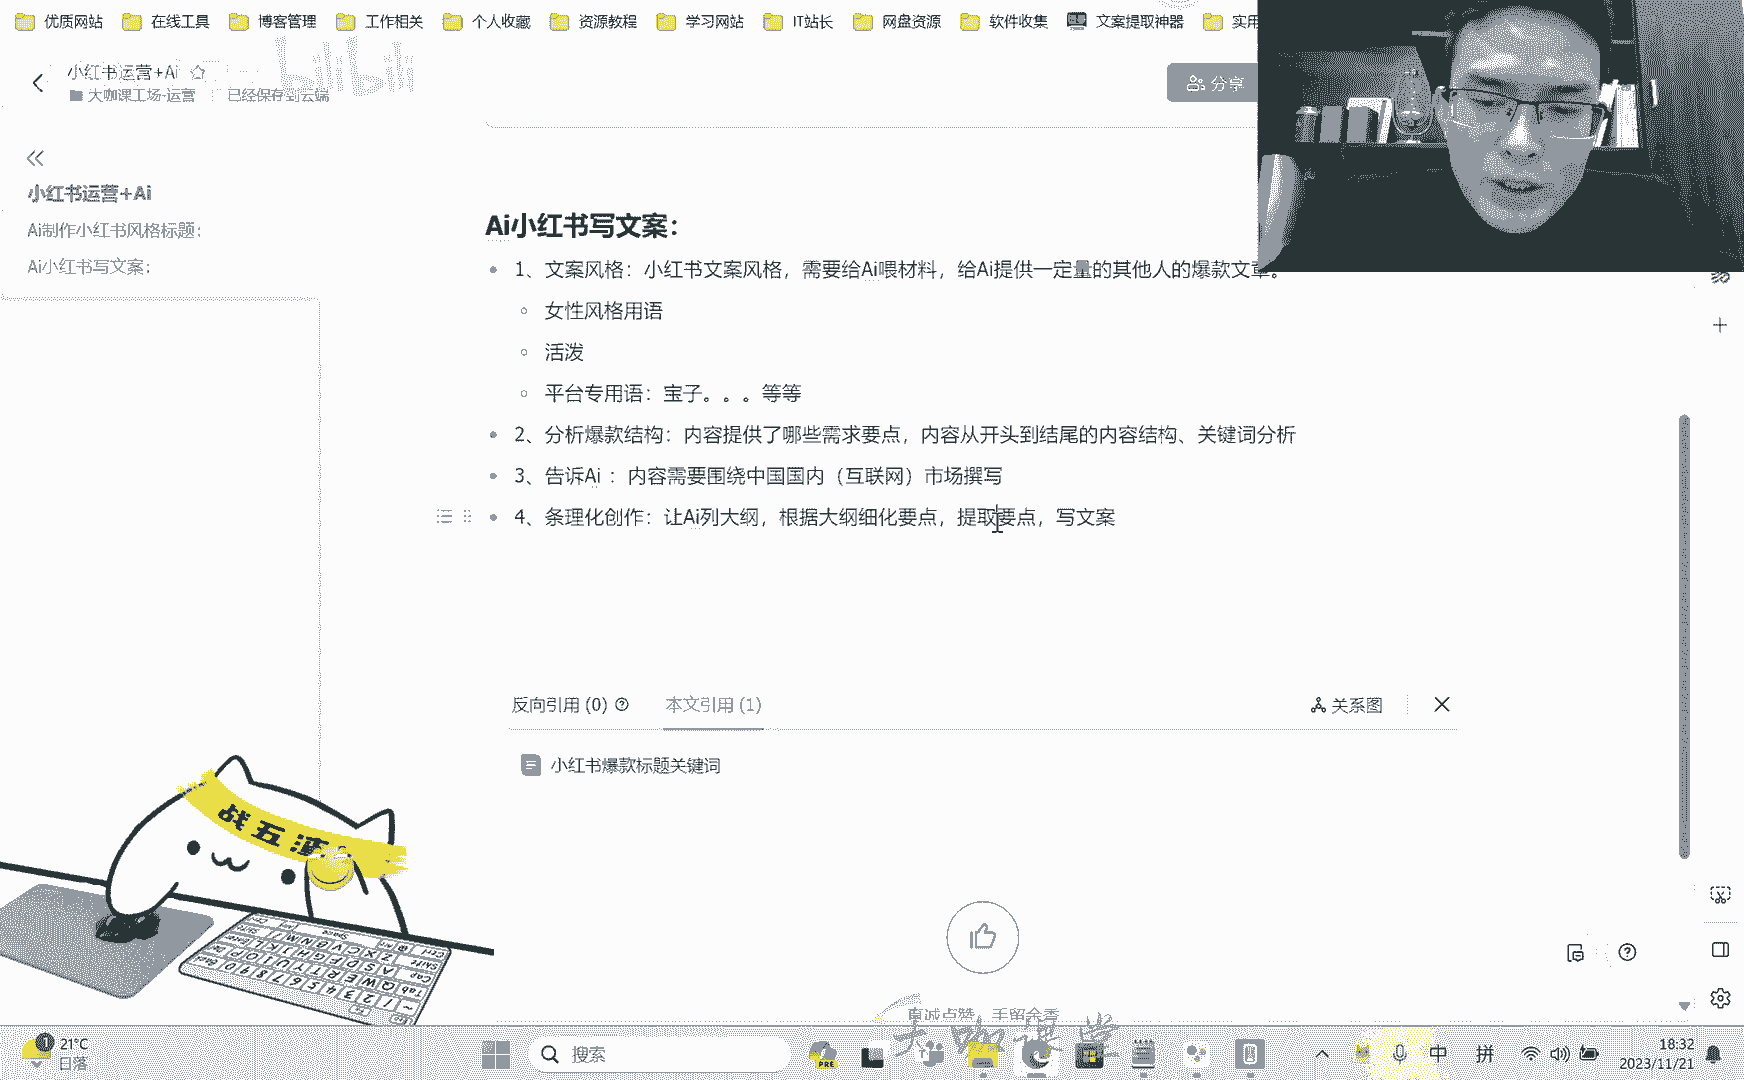 优质网站 在线工具 博客管理 工作相关 个人收藏 资源教程 学习网站 IT站长 网盘资源 软件收集 文案提取神器 实用
小红书运营+Ai
bilibili
大咖课工场-运营 已经保存到云端
分享
小红书运营+Ai
Ai制作小红书风格标题:
Ai小红书写文案:
Ai小红书写文案：
1、文案风格：小红书文案风格，需要给Ai喂材料，给Ai提供一定量的其他人的爆款文章。
女性风格用语
活泼
平台专用语：宝子。。。等等
2、分析爆款结构：内容提供了哪些需求要点，内容从开头到结尾的内容结构、关键词分析
3、告诉Ai ：内容需要围绕中国国内（互联网）市场撰写
4、条理化创作：让Ai列大纲，根据大纲细化要点，提取要点，写文案
反向引用 (0) 本文引用 (1)
关系图
小红书爆款标题关键词
战五渣
真诚点赞，手留余香
大咖课堂
21°C
日落
搜索
PRE
中 拼
18:32
2023/11/21